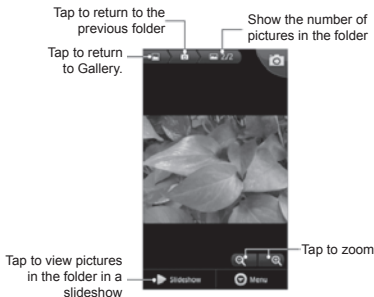 Tap to return to the
previous folder
Show the number of
pictures in the folder
Tap to return
to Gallery.
2/2
Tap to zoom
Tap to view pictures
in the folder in a
slideshow
Slideshow
Menu